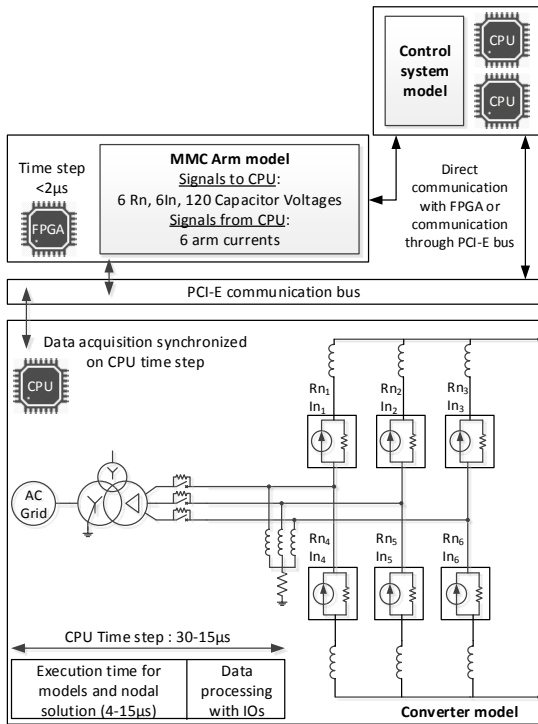 CPU
Control
system
model
CPU
MMC Arm model
Time step
<2µs
Signals to CPU:
6 Rn, 6In, 120 Capacitor Voltages
Signals from CPU:
6 arm currents
FPGA
Direct
communication
with FPGA or
communication
through PCI-E bus
PCI-E communication bus
Data acquisition synchronized
on CPU time step
CPU
Rn1
In1
Rn2
In2
Rn3
In3
AC
Grid
Rn4
In4
Rn5
In5
Rn6
In6
CPU Time step : 30-15µs
Execution time for
models and nodal
solution (4-15µs)
Data
processing
with IOs
Converter model